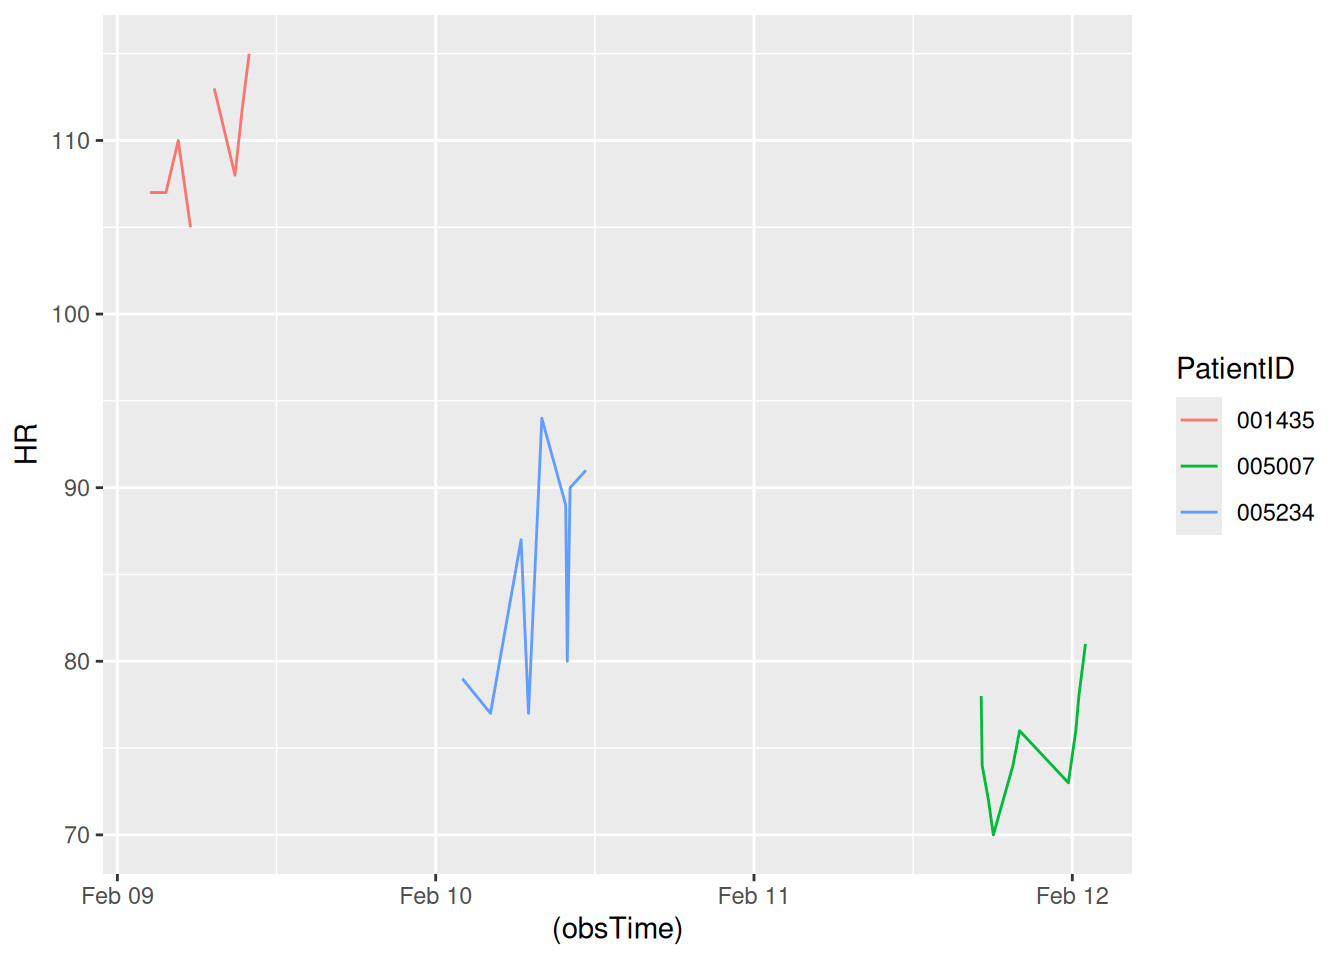 110
100
90
80
70
HR
Feb 09
Feb 10
Feb 11
Feb 12
(obsTime)
PatientID
001435
005007
005234